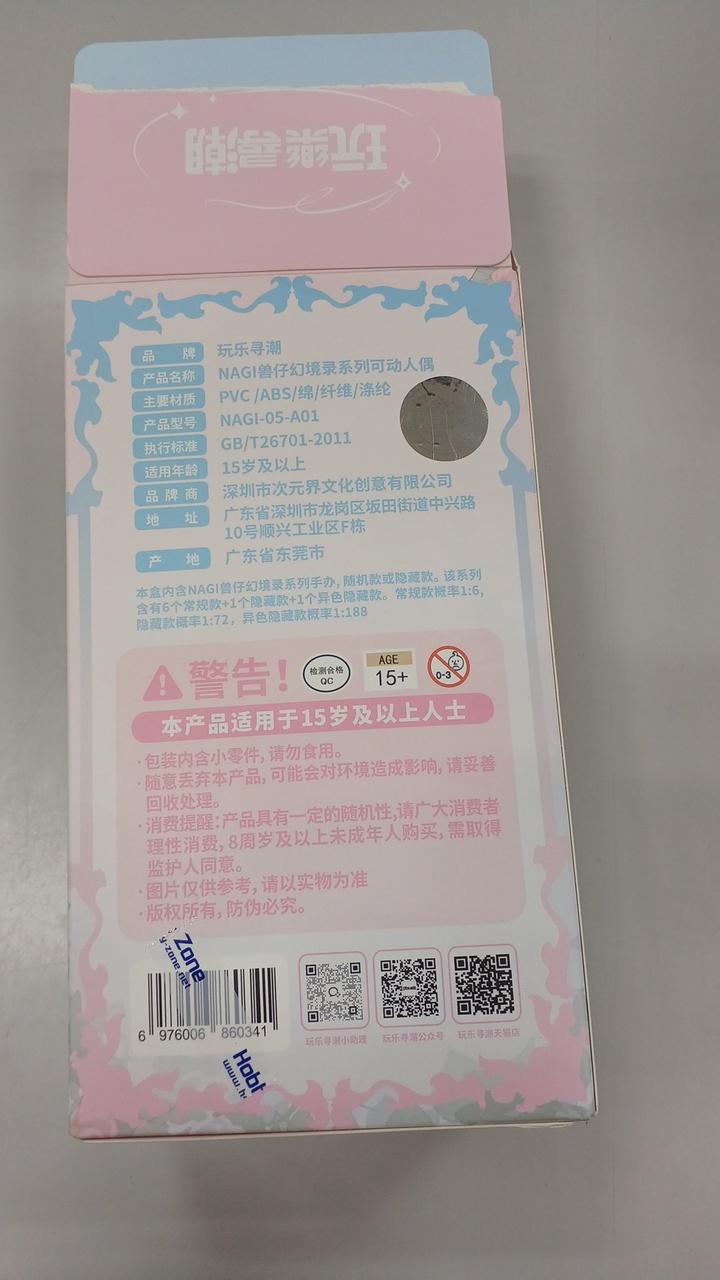 玩樂尋潮
品 牌 玩乐寻潮
产品名称 NAGI兽仔幻境录系列可动人偶
主要材质 PVC /ABS/绵/纤维/涤纶
产品型号 NAGI-05-A01
执行标准 GB/T26701-2011
适用年龄 15岁及以上
品 牌 商 深圳市次元界文化创意有限公司
地 址 广东省深圳市龙岗区坂田街道中兴路
10号顺兴工业区F栋
产 地 广东省东莞市
本盒内含NAGI兽仔幻境录系列手办, 随机款或隐藏款。该系列
含有6个常规款+1个隐藏款+1个异色隐藏款。常规款概率1:6,
隐藏款概率1:72, 异色隐藏款概率1:188
警告!
检测合格
QC
AGE
15+
0-3
本产品适用于15岁及以上人士
·包装内含小零件, 请勿食用。
·随意丢弃本产品, 可能会对环境造成影响, 请妥善
回收处理。
·消费提醒:产品具有一定的随机性,请广大消费者
理性消费, 8周岁及以上未成年人购买, 需取得
监护人同意。
·图片仅供参考, 请以实物为准
·版权所有, 防伪必究。
Zone
y-zone.net
6 976006 860341
玩乐寻潮小助理
玩乐寻潮公众号
玩乐寻潮天猫店
Hobb
www.h